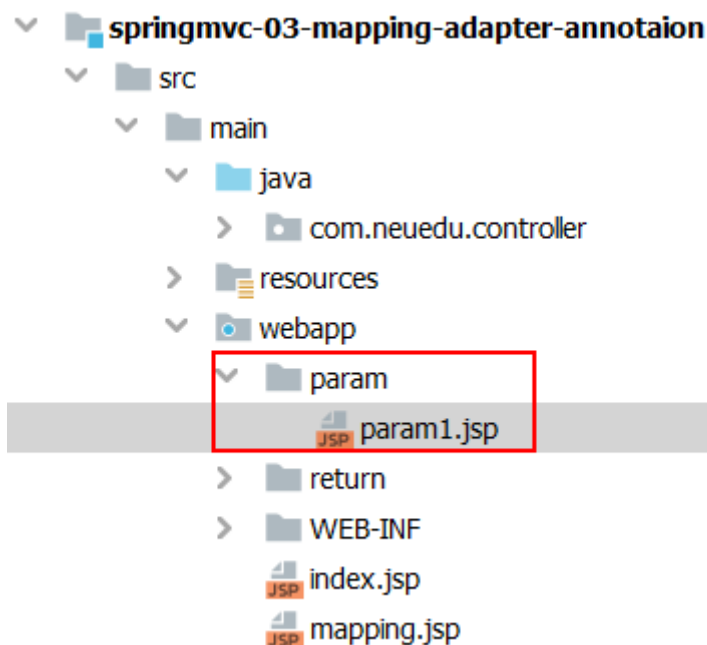 springmvc-03-mapping-adapter-annotaion
src
main
java
com.neuedu.controller
resources
webapp
param
JSP param1.jsp
return
WEB-INF
JSP index.jsp
JSP mapping.jsp